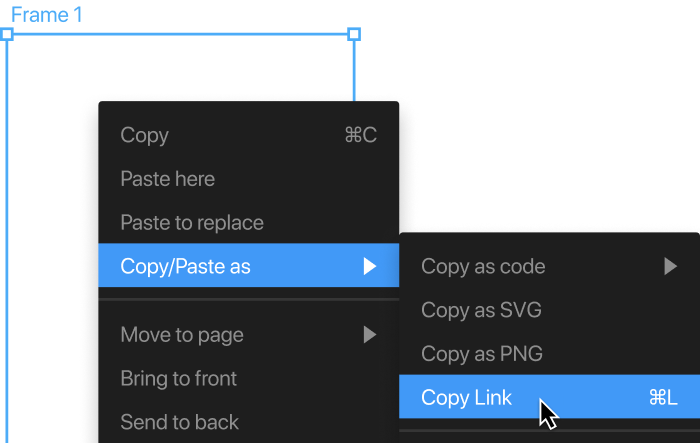 Frame 1
Copy ⌘C
Paste here
Paste to replace
Copy/Paste as
Move to page
Bring to front
Send to back
Copy as code
Copy as SVG
Copy as PNG
Copy Link ⌘L